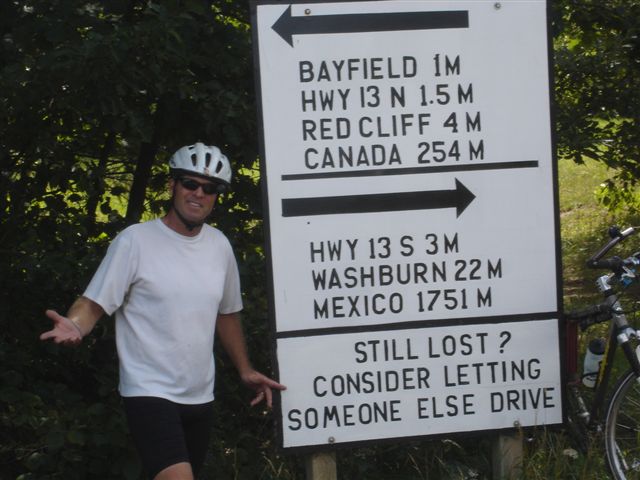 BAYFIELD 1M
HWY 13 N 1.5 M
RED CLIFF 4 M
CANADA 254 M
HWY 13 S 3M
WASHBURN 22 M
MEXICO 1751 M
STILL LOST ?
CONSIDER LETTING
SOMEONE ELSE DRIVE